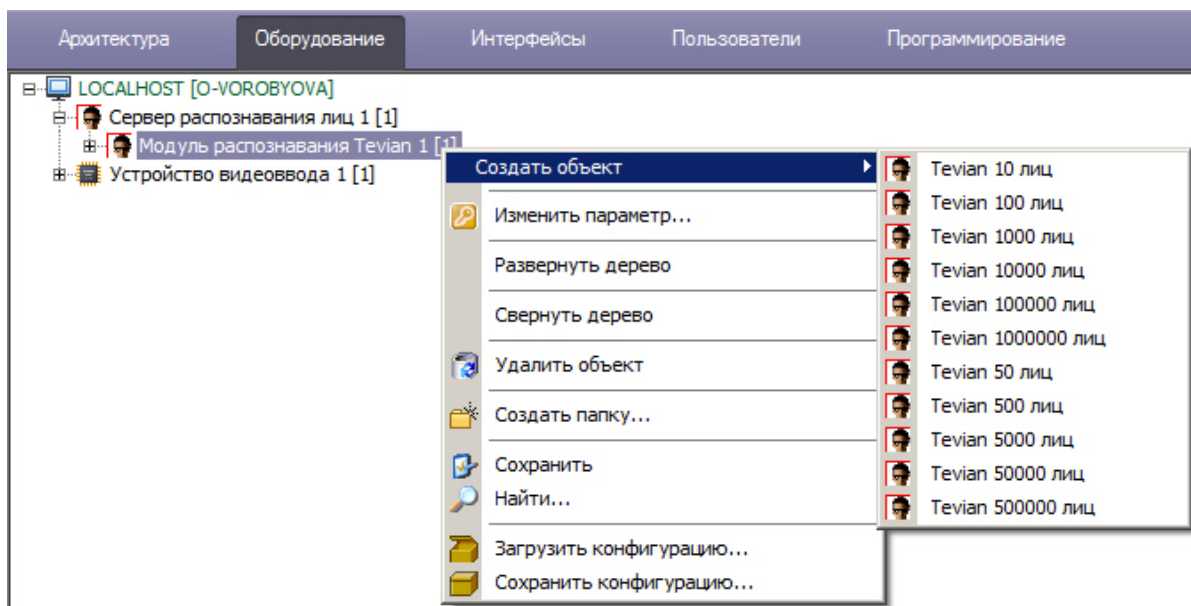 Архитектура Оборудование Интерфейсы Пользователи Программирование
LOCALHOST [O-VOROBYOVA]
Сервер распознавания лиц 1 [1]
Модуль распознавания Tevian 1 [1]
Устройство видеоввода 1 [1]
Создать объект
Изменить параметр...
Развернуть дерево
Свернуть дерево
Удалить объект
Создать папку...
Сохранить
Найти...
Загрузить конфигурацию...
Сохранить конфигурацию...
Tevian 10 лиц
Tevian 100 лиц
Tevian 1000 лиц
Tevian 10000 лиц
Tevian 100000 лиц
Tevian 1000000 лиц
Tevian 50 лиц
Tevian 500 лиц
Tevian 5000 лиц
Tevian 50000 лиц
Tevian 500000 лиц